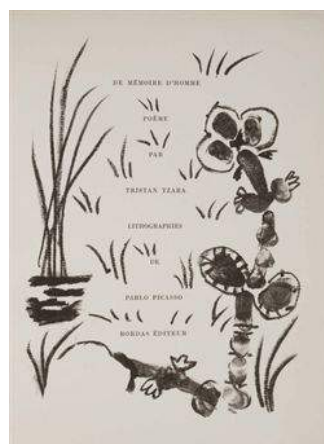 DE MÉMOIRE D'HOMME
POÈME
PAR
TRISTAN TZARA
LITHOGRAPHIES
DE
PABLO PICASSO
BORDAS ÉDITEUR